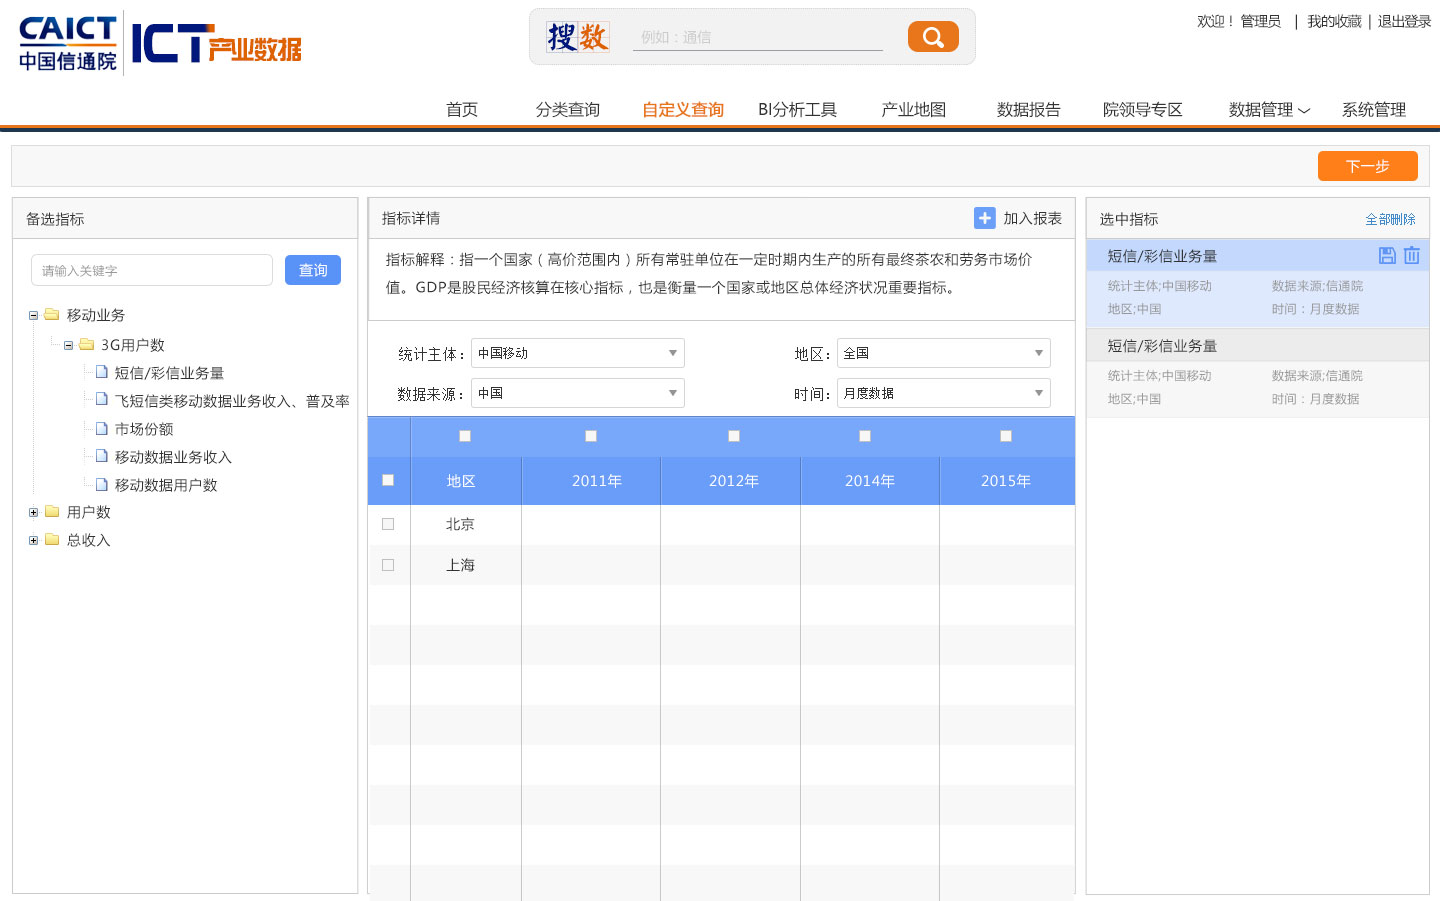 CAICT
中国信通院
ICT产业数据
搜数
例如：通信
欢迎！ 管理员 | 我的收藏 | 退出登录
首页 分类查询 自定义查询 BI分析工具 产业地图 数据报告 院领导专区 数据管理 系统管理
下一步
备选指标
请输入关键字 查询
移动业务
3G用户数
短信/彩信业务量
飞短信类移动数据业务收入、普及率
市场份额
移动数据业务收入
移动数据用户数
用户数
总收入
指标详情 加入报表
指标解释：指一个国家（高价范围内）所有常驻单位在一定时期内生产的所有最终茶农和劳务市场价
值。GDP是股民经济核算在核心指标，也是衡量一个国家或地区总体经济状况重要指标。
统计主体： 中国移动 地区： 全国
数据来源： 中国 时间： 月度数据
地区 2011年 2012年 2014年 2015年
北京
上海
选中指标 全部删除
短信/彩信业务量
统计主体;中国移动 数据来源;信通院
地区;中国 时间：月度数据
短信/彩信业务量
统计主体;中国移动 数据来源;信通院
地区;中国 时间：月度数据